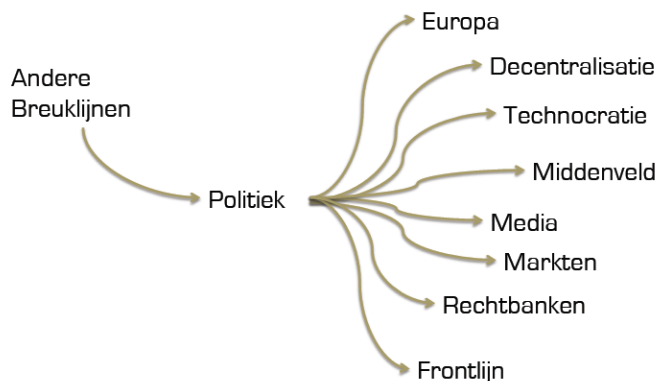 Andere
Breuklijnen
Politiek
Europa
Decentralisatie
Technocratie
Middenveld
Media
Markten
Rechtbanken
Frontlijn